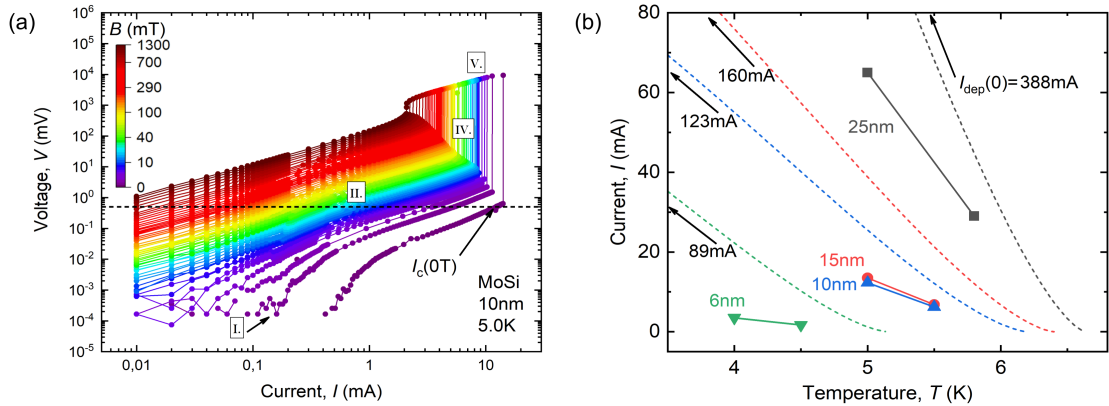 (a)
B (mT)
1300
700
290
100
40
10
0
10^6
10^5
10^4
10^3
10^2
10^1
10^0
10^-1
10^-2
10^-3
10^-4
10^-5
Voltage, V (mV)
V.
IV.
II.
I.
I_c(0T)
MoSi
10nm
5.0K
0,01
0,1
1
10
Current, I (mA)
(b)
80
60
40
20
0
Current, I (mA)
160mA
123mA
89mA
I_dep(0)=388mA
25nm
15nm
10nm
6nm
4
5
6
Temperature, T (K)